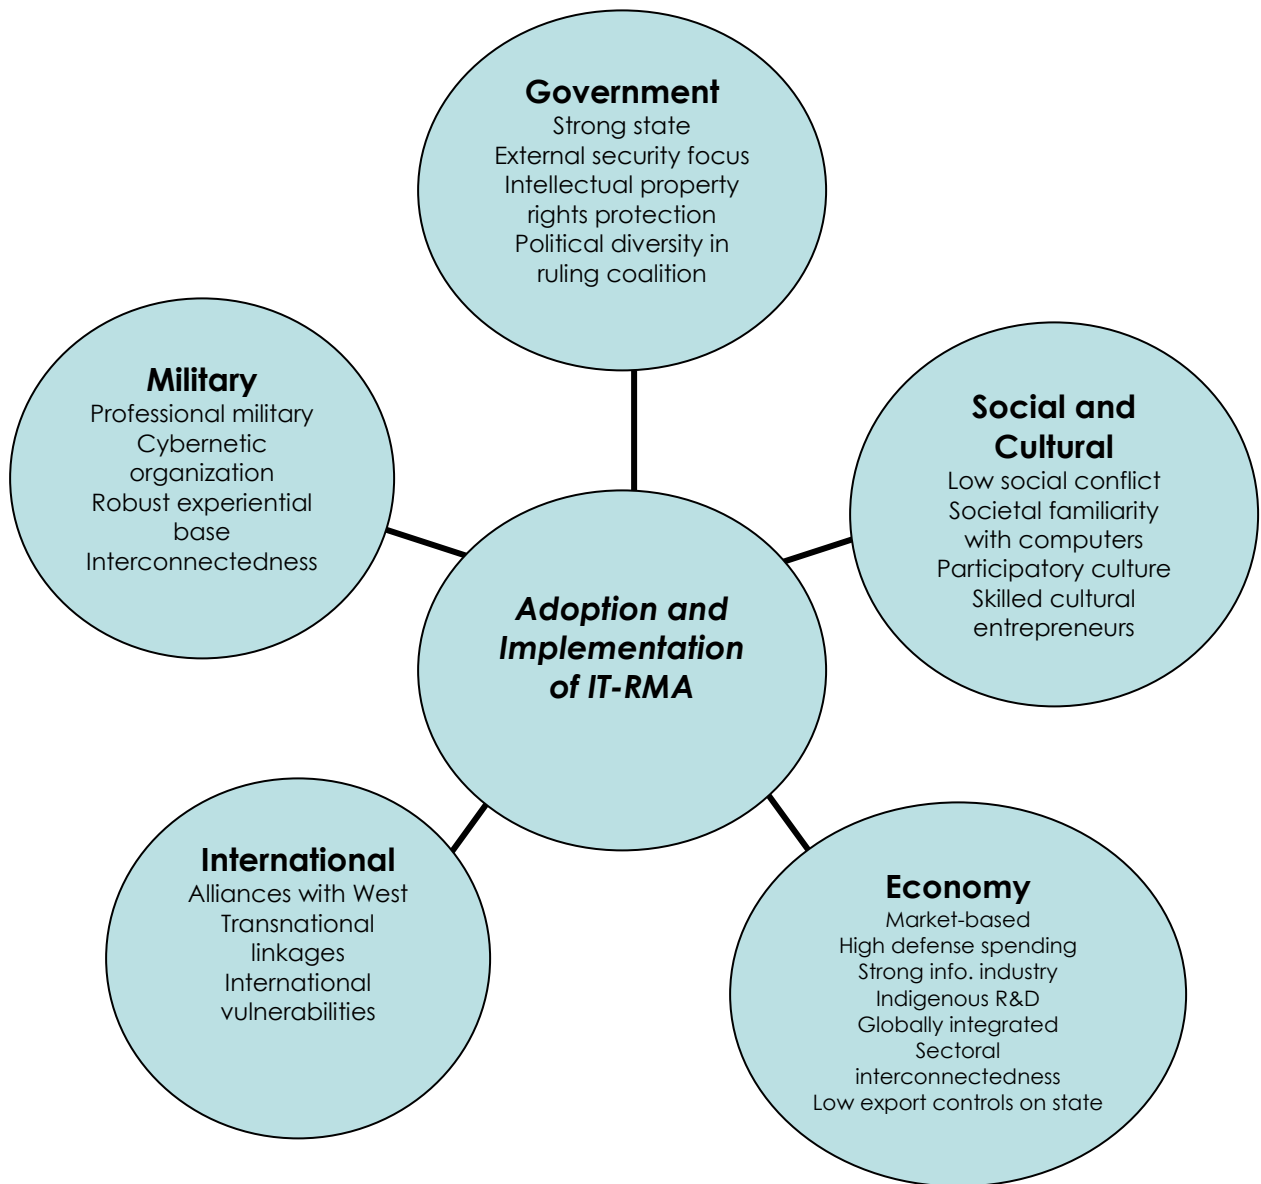 Government
Strong state
External security focus
Intellectual property
rights protection
Political diversity in
ruling coalition
Military
Professional military
Cybernetic
organization
Robust experiential
base
Interconnectedness
Social and
Cultural
Low social conflict
Societal familiarity
with computers
Participatory culture
Skilled cultural
entrepreneurs
Adoption and
Implementation
of IT-RMA
International
Alliances with West
Transnational
linkages
International
vulnerabilities
Economy
Market-based
High defense spending
Strong info. industry
Indigenous R&D
Globally integrated
Sectoral
interconnectedness
Low export controls on state